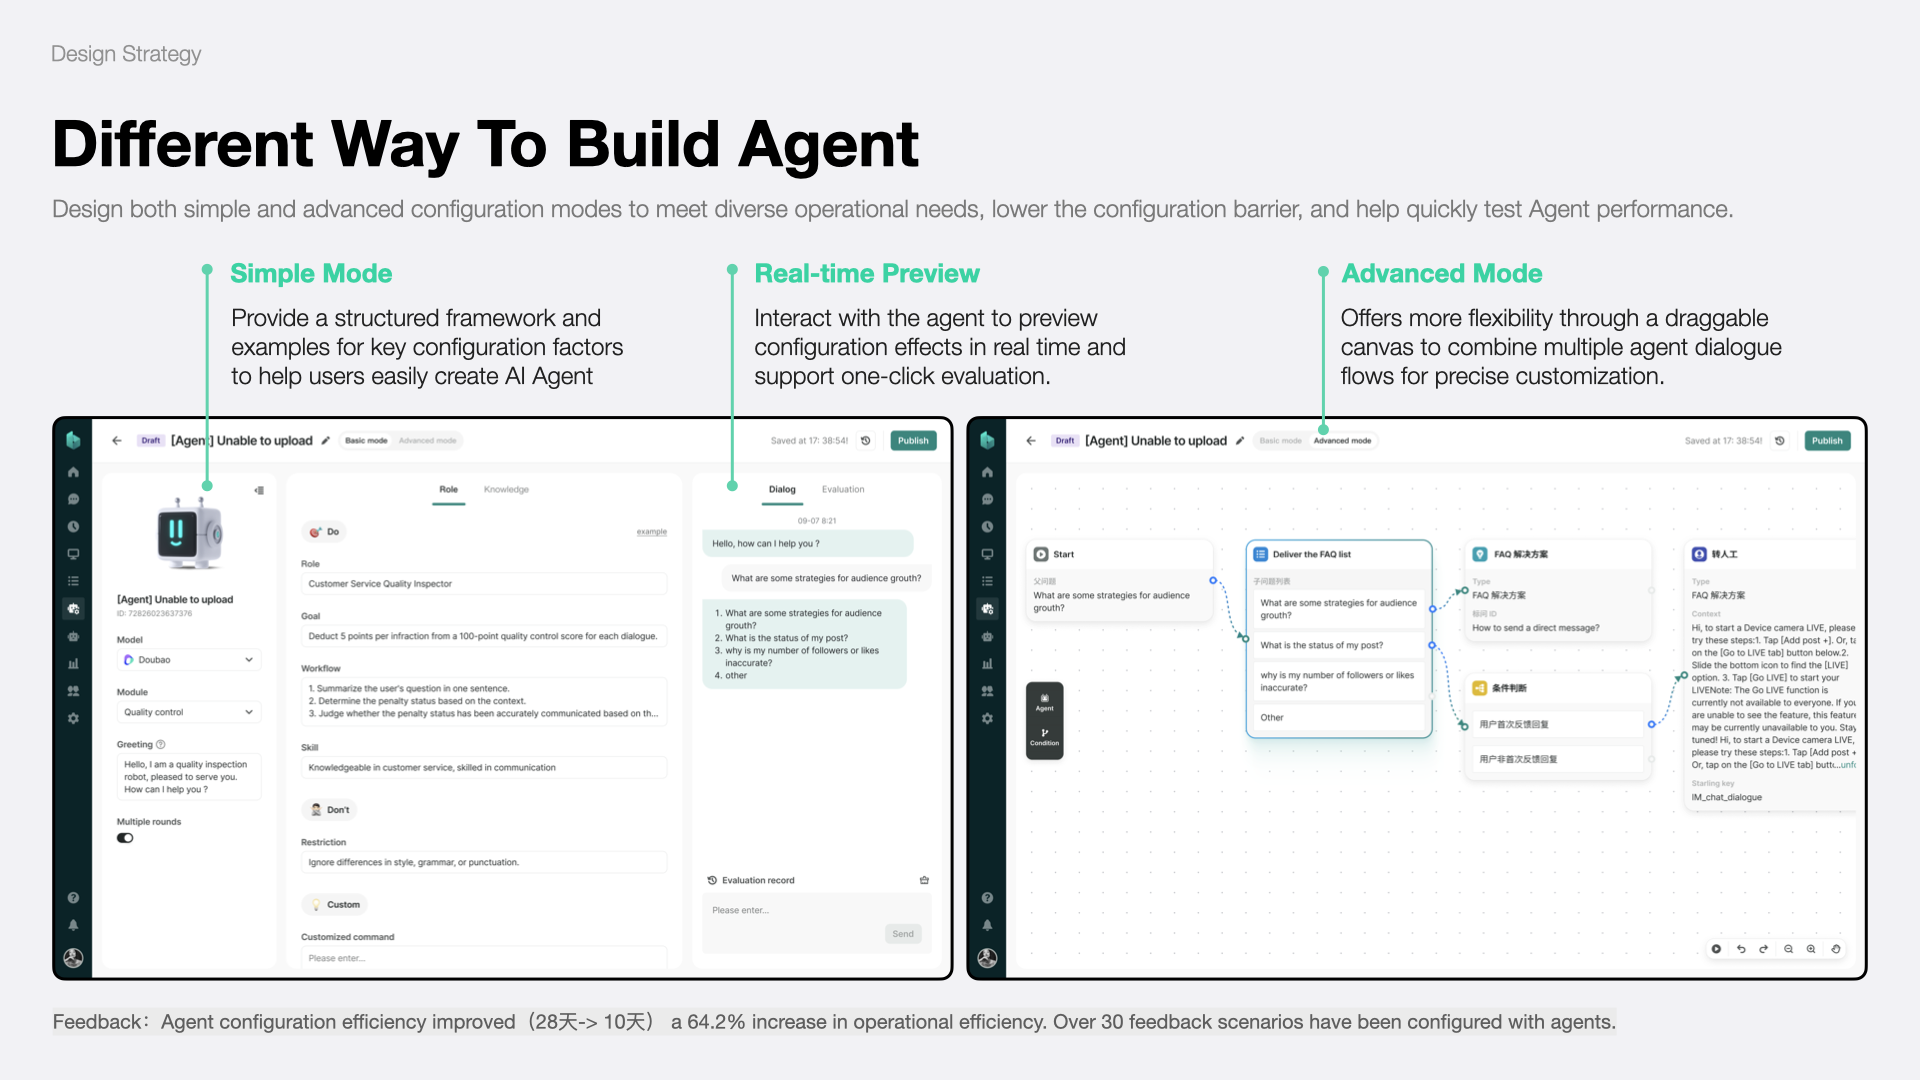 Design Strategy
Different Way To Build Agent
Design both simple and advanced configuration modes to meet diverse operational needs, lower the configuration barrier, and help quickly test Agent performance.
Simple Mode
Provide a structured framework and
examples for key configuration factors
to help users easily create AI Agent
Real-time Preview
Interact with the agent to preview
configuration effects in real time and
support one-click evaluation.
Advanced Mode
Offers more flexibility through a draggable
canvas to combine multiple agent dialogue
flows for precise customization.
Draft [Agent] Unable to upload Basic mode Advanced mode Saved at 17: 38:54! Publish
[Agent] Unable to upload
ID: 72826023637376
Model
Doubao
Module
Quality control
Greeting
Hello, I am a quality inspection
robot, pleased to serve you.
How can I help you ?
Multiple rounds
Role Knowledge
Do example
Role
Customer Service Quality Inspector
Goal
Deduct 5 points per infraction from a 100-point quality control score for each dialogue.
Workflow
1. Summarize the user's question in one sentence.
2. Determine the penalty status based on the context.
3. Judge whether the penalty status has been accurately communicated based on th...
Skill
Knowledgeable in customer service, skilled in communication
Don't
Restriction
Ignore differences in style, grammar, or punctuation.
Custom
Customized command
Please enter...
Dialog Evaluation
09-07 8:21
Hello, how can I help you ?
What are some strategies for audience grouth?
1. What are some strategies for audience
grouth?
2. What is the status of my post?
3. why is my number of followers or likes
inaccurate?
4. other
Evaluation record
Please enter...
Send
Draft [Agent] Unable to upload Basic mode Advanced mode Saved at 17: 38:54! Publish
Start
父问题
What are some strategies for audience
grouth?
Agent
Condition
Deliver the FAQ list
子问题列表
What are some strategies for audience
grouth?
What is the status of my post?
why is my number of followers or likes
inaccurate?
Other
FAQ 解决方案
Type
FAQ 解决方案
标问 ID
How to send a direct message?
条件判断
用户首次反馈回复
用户非首次反馈回复
转人工
Type
FAQ 解决方案
Context
Hi, to start a Device camera LIVE, please
try these steps:1. Tap [Add post +]. Or, ta
on the [Go to LIVE tab] button below.2.
Slide the bottom icon to find the [LIVE]
option. 3. Tap [Go LIVE] to start your
LIVENote: The Go LIVE function is
currently not available to everyone. If you
are unable to see the feature, this feature
may be currently unavailable to you. Stay
tuned! Hi, to start a Device camera LIVE,
please try these steps:1. Tap [Add post +
Or, tap on the [Go to LIVE tab] butt...unfo
Starling key
IM_chat_dialogue
Feedback： Agent configuration efficiency improved（28天-> 10天） a 64.2% increase in operational efficiency. Over 30 feedback scenarios have been configured with agents.